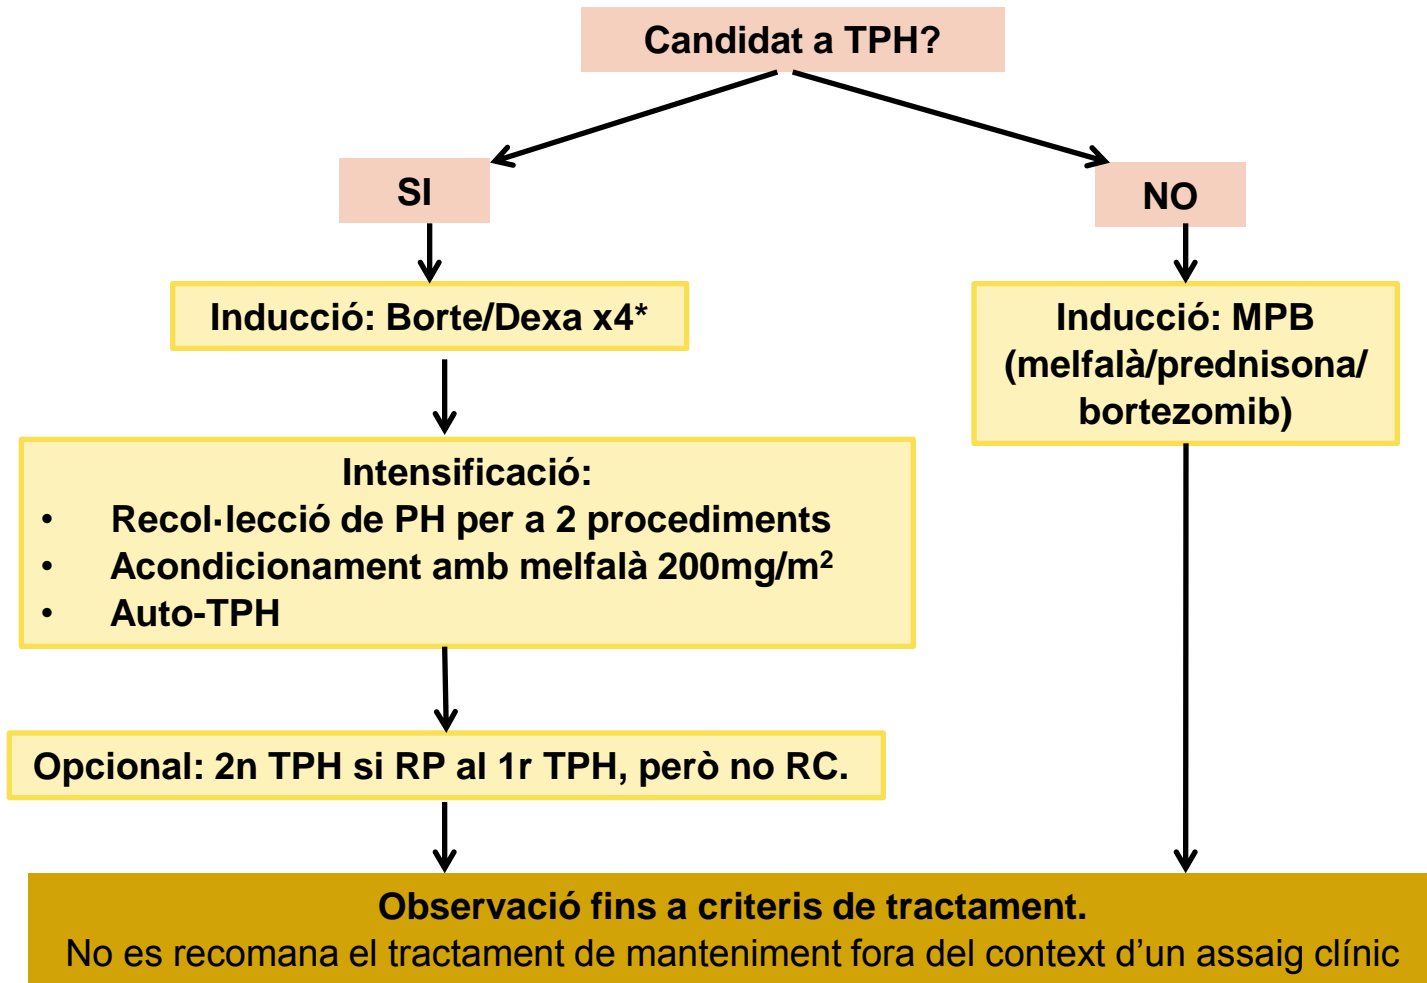 Candidat a TPH?
SI
NO
Inducció: Borte/Dexa x4*
Inducció: MPB
(melfalà/prednisona/
bortezomib)
Intensificació:
• Recol·lecció de PH per a 2 procediments
• Acondicionament amb melfalà 200mg/m²
• Auto-TPH
Opcional: 2n TPH si RP al 1r TPH, però no RC.
Observació fins a criteris de tractament.
No es recomana el tractament de manteniment fora del context d’un assaig clínic